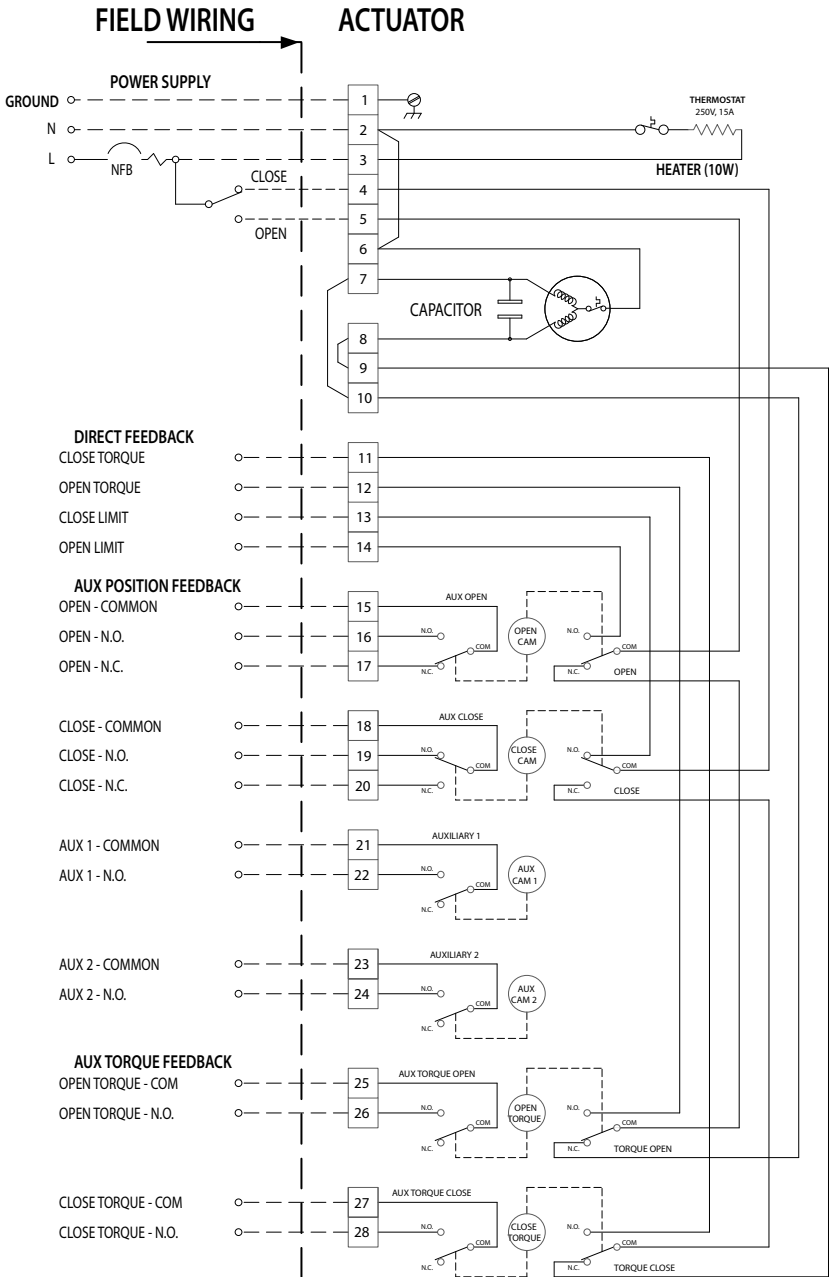 FIELD WIRING
ACTUATOR
POWER SUPPLY
GROUND
1
THERMOSTAT
250V, 15A
N
2
L
NFB
3
HEATER (10W)
CLOSE
4
OPEN
5
6
7
CAPACITOR
8
9
10
DIRECT FEEDBACK
CLOSE TORQUE
11
OPEN TORQUE
12
CLOSE LIMIT
13
OPEN LIMIT
14
AUX POSITION FEEDBACK
OPEN - COMMON
15
AUX OPEN
OPEN - N.O.
16
N.O.
COM
OPEN CAM
N.O.
COM
OPEN - N.C.
17
N.C.
N.C.
OPEN
CLOSE - COMMON
18
AUX CLOSE
CLOSE - N.O.
19
N.O.
COM
CLOSE CAM
N.O.
COM
CLOSE - N.C.
20
N.C.
N.C.
CLOSE
AUX 1 - COMMON
21
AUXILIARY 1
AUX 1 - N.O.
22
N.O.
COM
N.C.
AUX CAM 1
AUX 2 - COMMON
23
AUXILIARY 2
AUX 2 - N.O.
24
N.O.
COM
N.C.
AUX CAM 2
AUX TORQUE FEEDBACK
OPEN TORQUE - COM
25
AUX TORQUE OPEN
OPEN TORQUE - N.O.
26
N.O.
COM
N.C.
OPEN TORQUE
N.O.
COM
N.C.
TORQUE OPEN
CLOSE TORQUE - COM
27
AUX TORQUE CLOSE
CLOSE TORQUE - N.O.
28
N.O.
COM
N.C.
CLOSE TORQUE
N.O.
COM
N.C.
TORQUE CLOSE